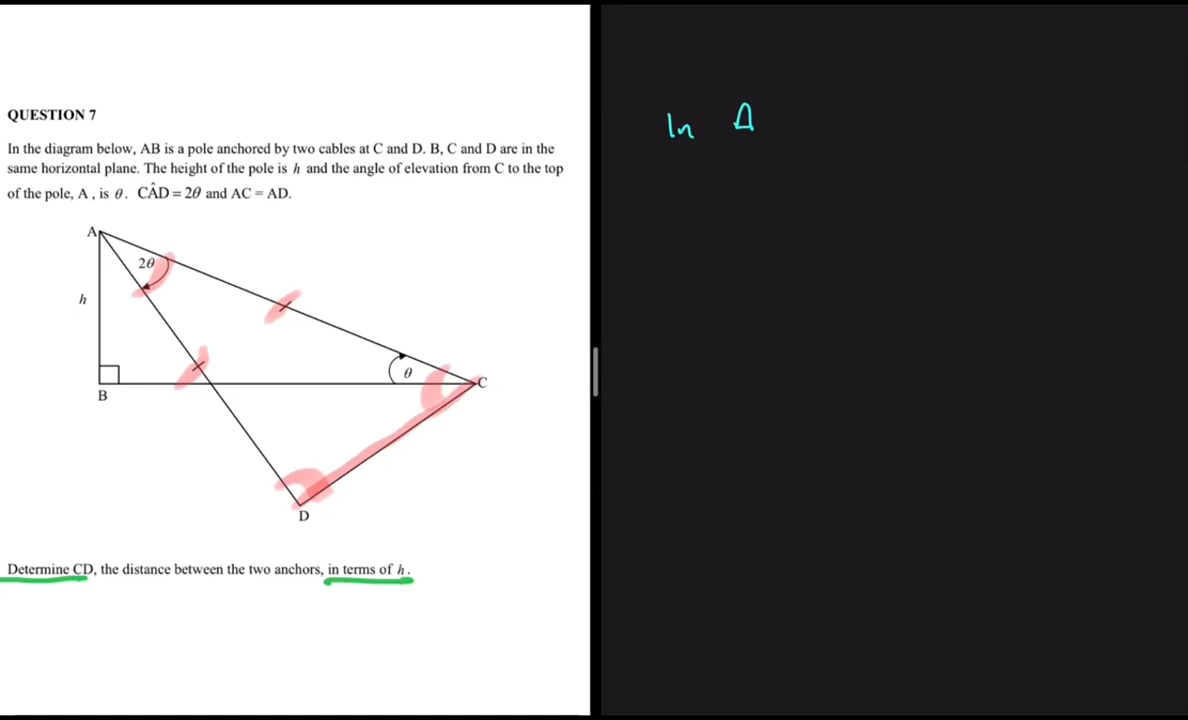 QUESTION 7
In the diagram below, AB is a pole anchored by two cables at C and D. B, C and D are in the
same horizontal plane. The height of the pole is h and the angle of elevation from C to the top
of the pole, A , is θ. CÂD = 2θ and AC = AD.
A
2θ
h
θ
C
B
D
Determine CD, the distance between the two anchors, in terms of h.
In Δ